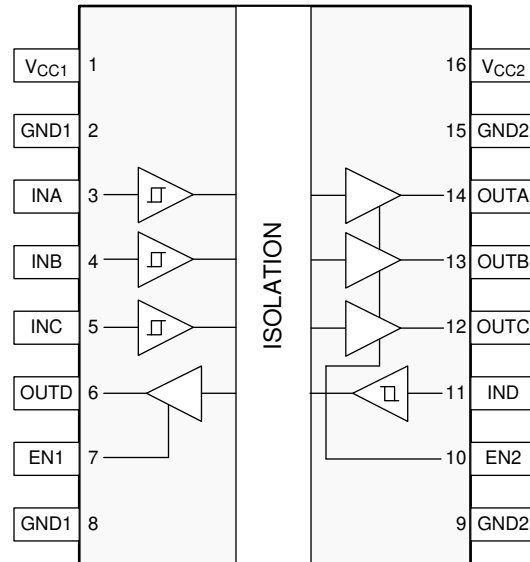 VCC1 1 16 VCC2
GND1 2 15 GND2
INA 3 14 OUTA
INB 4 13 OUTB
INC 5 12 OUTC
OUTD 6 11 IND
EN1 7 10 EN2
GND1 8 9 GND2
ISOLATION